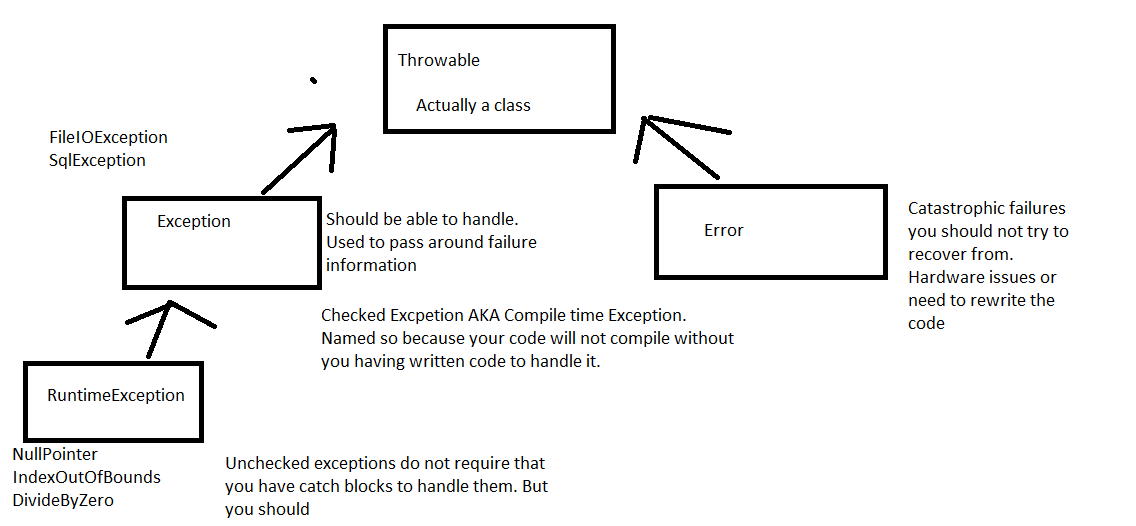 Throwable
Actually a class
FileIOException
SqlException
Exception
Should be able to handle.
Used to pass around failure
information
Error
Catastrophic failures
you should not try to
recover from.
Hardware issues or
need to rewrite the
code
Checked Excpetion AKA Compile time Exception.
Named so because your code will not compile without
you having written code to handle it.
RuntimeException
NullPointer
IndexOutOfBounds
DivideByZero
Unchecked exceptions do not require that
you have catch blocks to handle them. But
you should